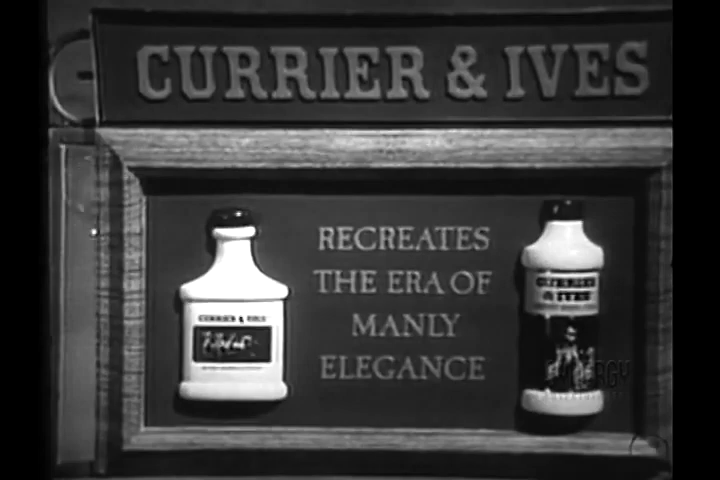 CURRIER & IVES
RECREATES
THE ERA OF
MANLY
ELEGANCE
CURRIER & IVES